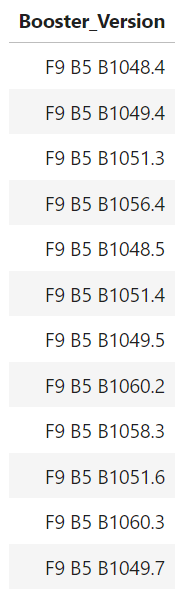 Booster_Version
F9 B5 B1048.4
F9 B5 B1049.4
F9 B5 B1051.3
F9 B5 B1056.4
F9 B5 B1048.5
F9 B5 B1051.4
F9 B5 B1049.5
F9 B5 B1060.2
F9 B5 B1058.3
F9 B5 B1051.6
F9 B5 B1060.3
F9 B5 B1049.7